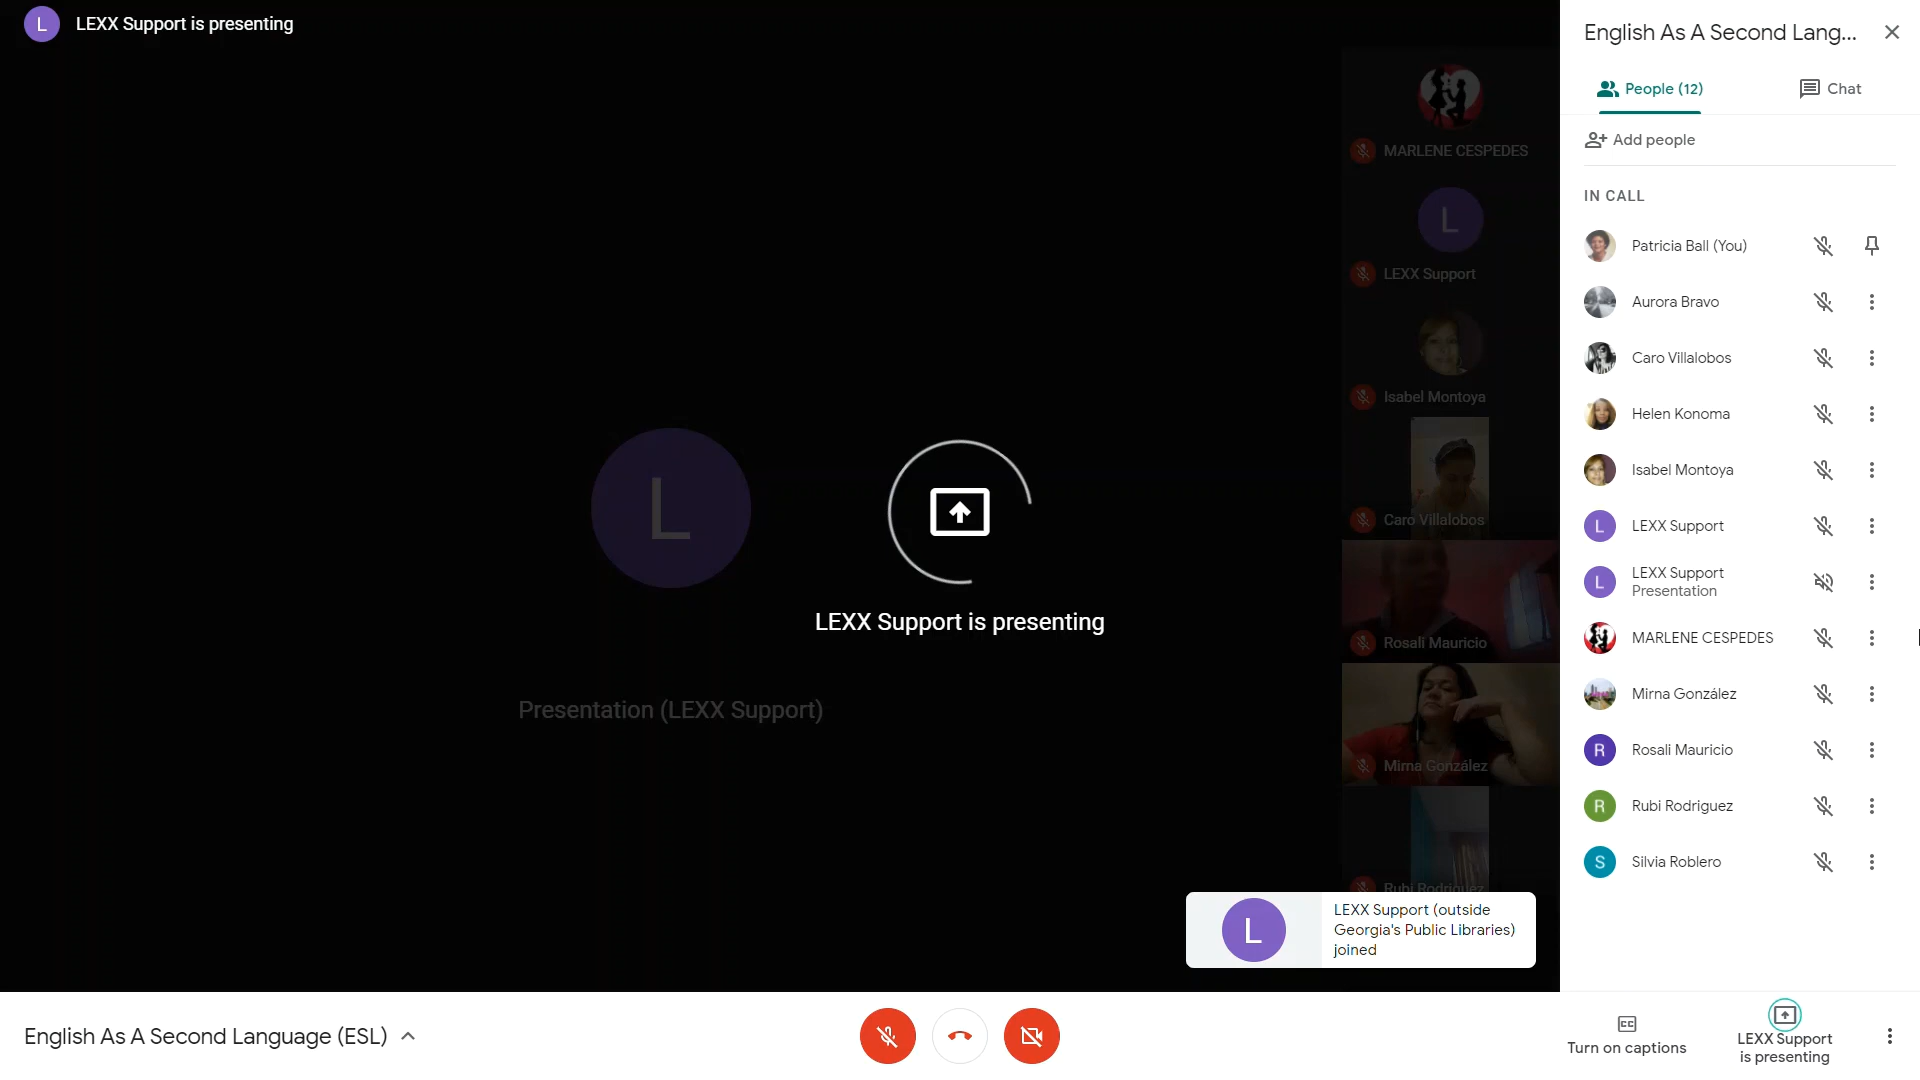 L
LEXX Support is presenting
MARLENE CESPEDES
L
LEXX Support
Isabel Montoya
Caro Villalobos
Rosali Mauricio
Mirna González
Rubi Rodriguez
L
LEXX Support is presenting
Presentation (LEXX Support)
L
LEXX Support (outside
Georgia's Public Libraries)
joined
English As A Second Lang...
People (12)
Chat
Add people
IN CALL
Patricia Ball (You)
Aurora Bravo
Caro Villalobos
Helen Konoma
Isabel Montoya
L
LEXX Support
L
LEXX Support
Presentation
MARLENE CESPEDES
Mirna González
R
Rosali Mauricio
R
Rubi Rodriguez
S
Silvia Roblero
English As A Second Language (ESL)
CC
Turn on captions
LEXX Support
is presenting